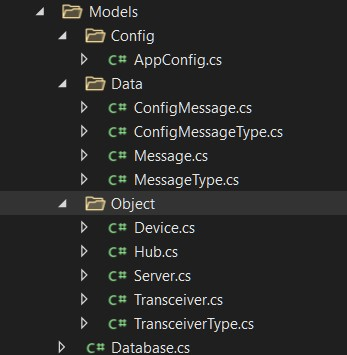 Models
Config
C# AppConfig.cs
Data
C# ConfigMessage.cs
C# ConfigMessageType.cs
C# Message.cs
C# MessageType.cs
Object
C# Device.cs
C# Hub.cs
C# Server.cs
C# Transceiver.cs
C# TransceiverType.cs
C# Database.cs